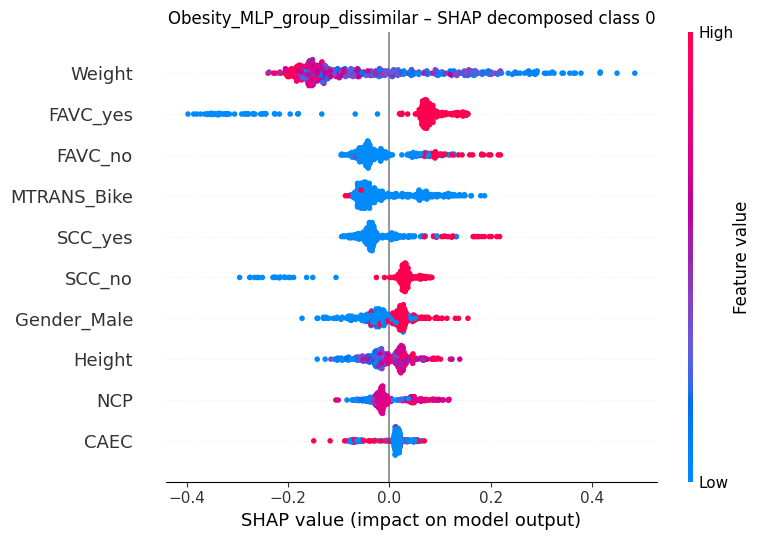 Obesity_MLP_group_dissimilar – SHAP decomposed class 0
High
Weight
FAVC_yes
FAVC_no
MTRANS_Bike
SCC_yes
SCC_no
Gender_Male
Height
NCP
CAEC
Feature value
Low
−0.4 −0.2 0.0 0.2 0.4
SHAP value (impact on model output)